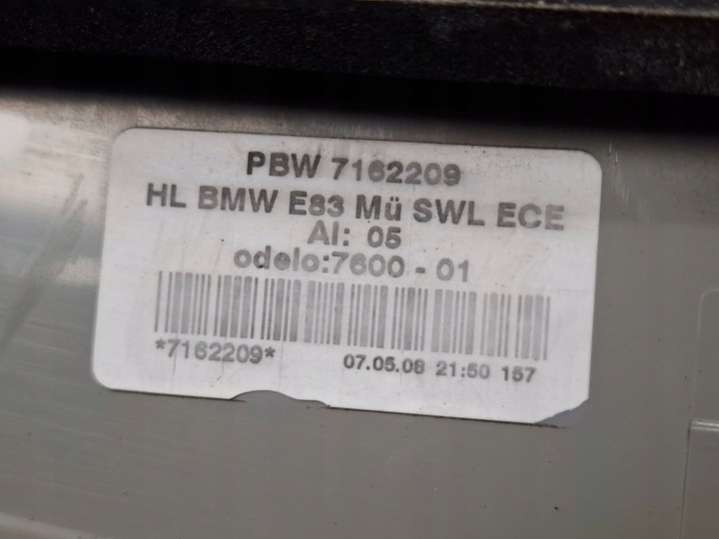 PBW 7162209
HL BMW E83 Mü SWL ECE
AI: 05
odelo:7600 - 01
*7162209* 07.05.08 21:50 157